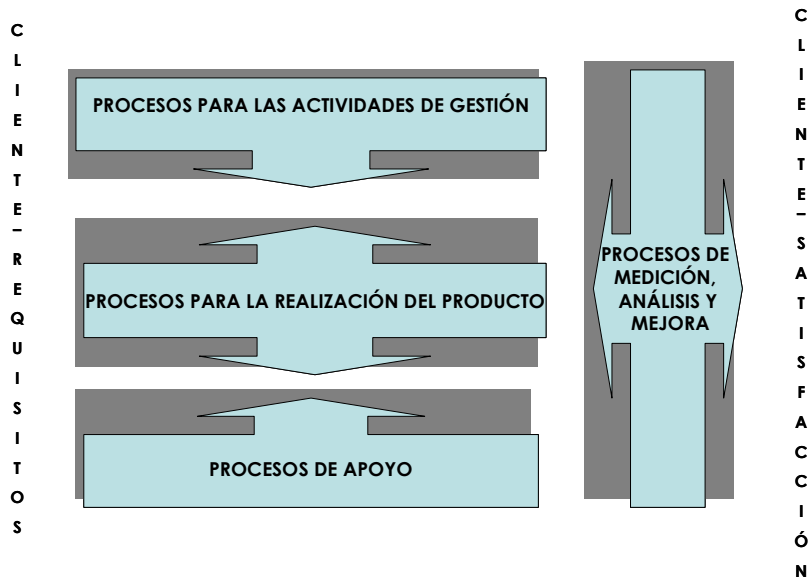 CLIENTE – REQUISITOS
PROCESOS PARA LAS ACTIVIDADES DE GESTIÓN
PROCESOS PARA LA REALIZACIÓN DEL PRODUCTO
PROCESOS DE APOYO
PROCESOS DE
MEDICIÓN,
ANÁLISIS Y
MEJORA
CLIENTE – SATISFACCIÓN